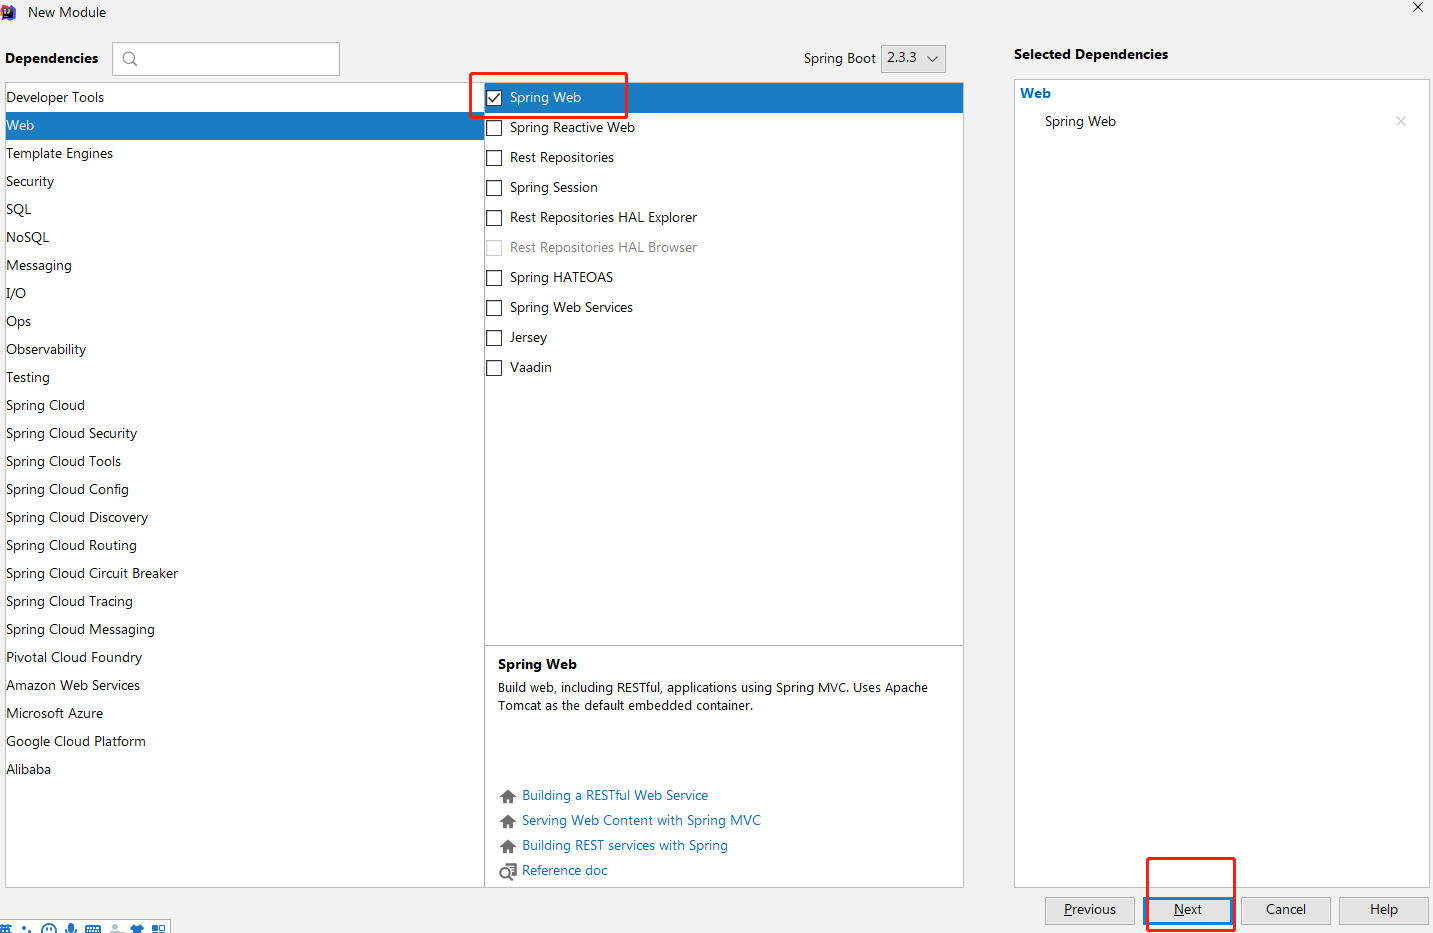 New Module
Dependencies
Spring Boot 2.3.3
Selected Dependencies
Developer Tools
Web
Template Engines
Security
SQL
NoSQL
Messaging
I/O
Ops
Observability
Testing
Spring Cloud
Spring Cloud Security
Spring Cloud Tools
Spring Cloud Config
Spring Cloud Discovery
Spring Cloud Routing
Spring Cloud Circuit Breaker
Spring Cloud Tracing
Spring Cloud Messaging
Pivotal Cloud Foundry
Amazon Web Services
Microsoft Azure
Google Cloud Platform
Alibaba
Spring Web
Spring Reactive Web
Rest Repositories
Spring Session
Rest Repositories HAL Explorer
Rest Repositories HAL Browser
Spring HATEOAS
Spring Web Services
Jersey
Vaadin
Spring Web
Build web, including RESTful, applications using Spring MVC. Uses Apache
Tomcat as the default embedded container.
Building a RESTful Web Service
Serving Web Content with Spring MVC
Building REST services with Spring
Reference doc
Web
Spring Web
Previous
Next
Cancel
Help
英